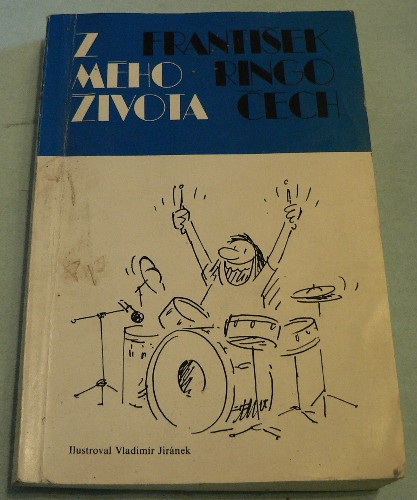 Z FRANTIŠEK
MÉHO RINGO
ŽIVOTA ČECH
Ilustroval Vladimír Jiránek